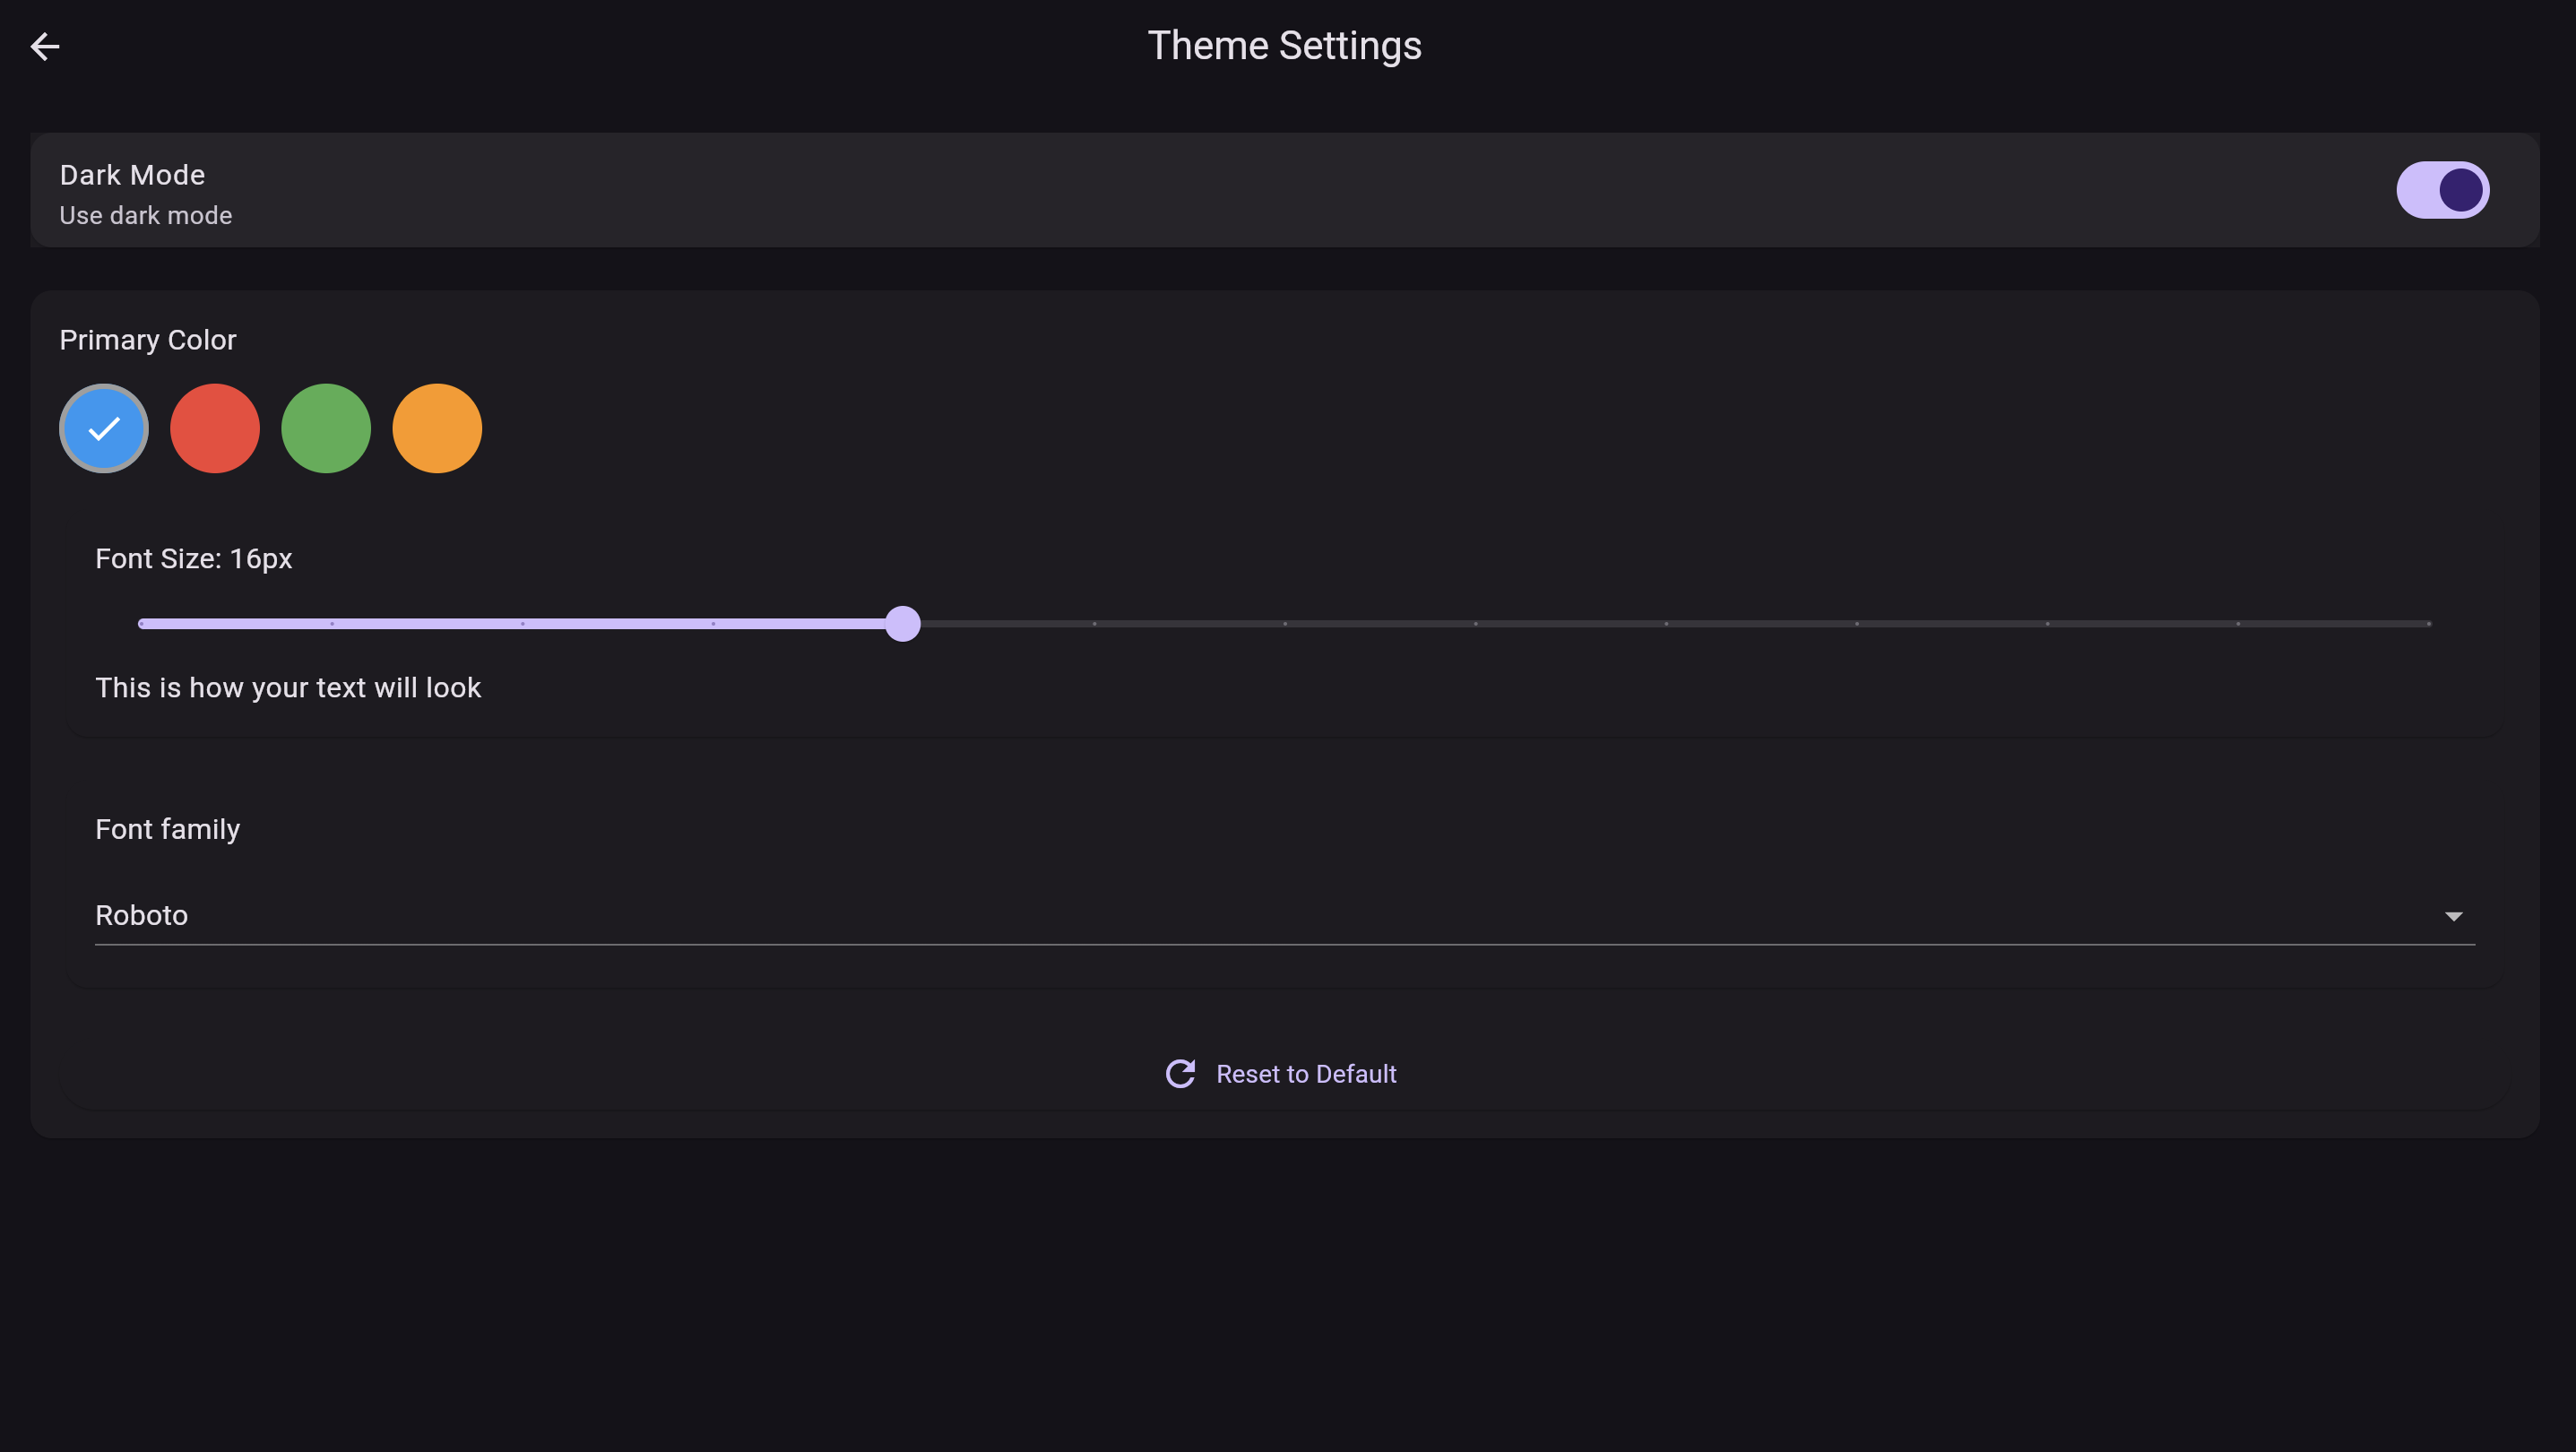 Theme Settings
Dark Mode
Use dark mode
Primary Color
Font Size: 16px
This is how your text will look
Font family
Roboto
Reset to Default